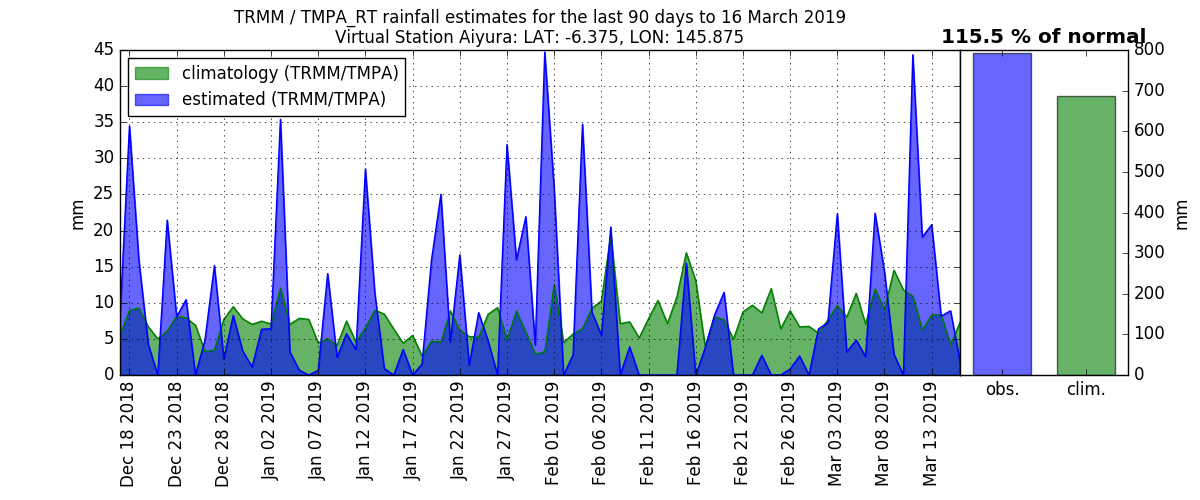 TRMM / TMPA_RT rainfall estimates for the last 90 days to 16 March 2019
Virtual Station Aiyura: LAT: -6.375, LON: 145.875
115.5 % of normal
climatology (TRMM/TMPA)
estimated (TRMM/TMPA)
mm
45
40
35
30
25
20
15
10
5
0
800
700
600
500
400
300
200
100
0
mm
Dec 18 2018
Dec 23 2018
Dec 28 2018
Jan 02 2019
Jan 07 2019
Jan 12 2019
Jan 17 2019
Jan 22 2019
Jan 27 2019
Feb 01 2019
Feb 06 2019
Feb 11 2019
Feb 16 2019
Feb 21 2019
Feb 26 2019
Mar 03 2019
Mar 08 2019
Mar 13 2019
obs.
clim.